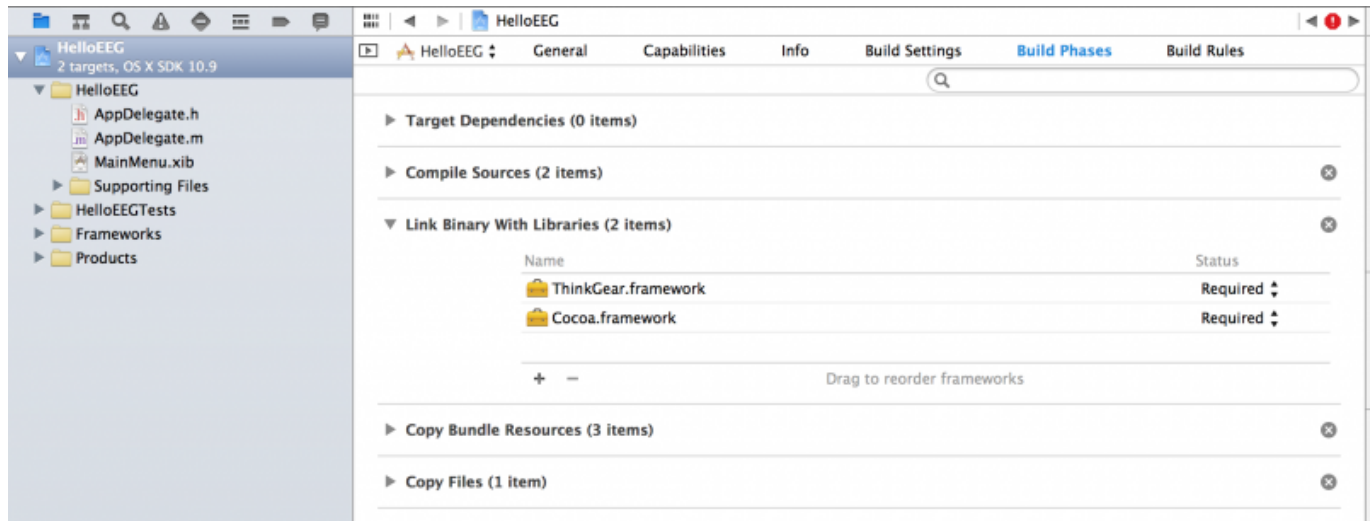 HelloEEG
HelloEEG
2 targets, OS X SDK 10.9
HelloEEG
AppDelegate.h
AppDelegate.m
MainMenu.xib
Supporting Files
HelloEEGTests
Frameworks
Products
HelloEEG
General
Capabilities
Info
Build Settings
Build Phases
Build Rules
Target Dependencies (0 items)
Compile Sources (2 items)
Link Binary With Libraries (2 items)
Name
Status
ThinkGear.framework
Required
Cocoa.framework
Required
+ −
Drag to reorder frameworks
Copy Bundle Resources (3 items)
Copy Files (1 item)